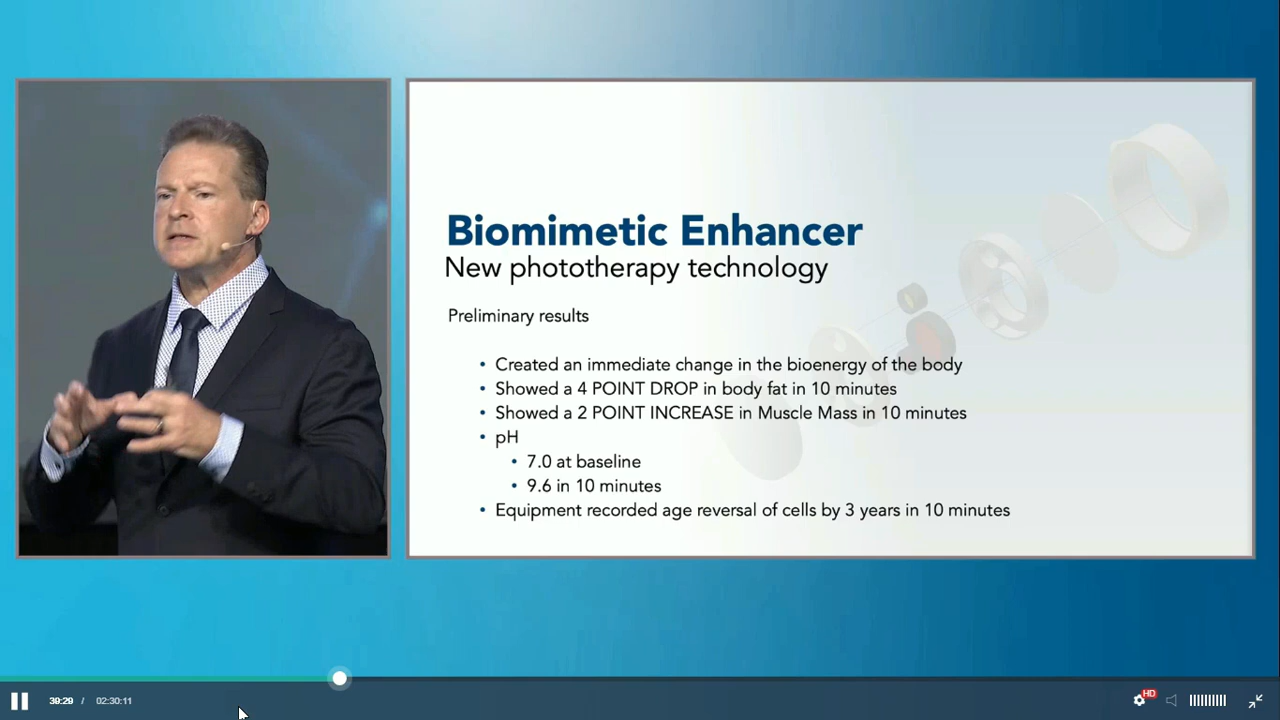 Biomimetic Enhancer
New phototherapy technology
Preliminary results
• Created an immediate change in the bioenergy of the body
• Showed a 4 POINT DROP in body fat in 10 minutes
• Showed a 2 POINT INCREASE in Muscle Mass in 10 minutes
• pH
• 7.0 at baseline
• 9.6 in 10 minutes
• Equipment recorded age reversal of cells by 3 years in 10 minutes
30:29 / 02:30:11
HD